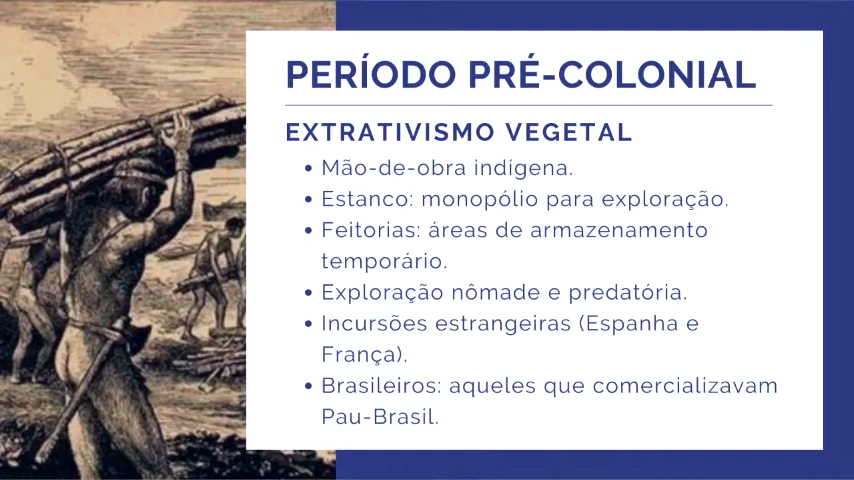 PERÍODO PRÉ-COLONIAL
EXTRATIVISMO VEGETAL
• Mão-de-obra indígena.
• Estanco: monopólio para exploração.
• Feitorias: áreas de armazenamento
temporário.
• Exploração nômade e predatória.
• Incursões estrangeiras (Espanha e
França).
• Brasileiros: aqueles que comercializavam
Pau-Brasil.